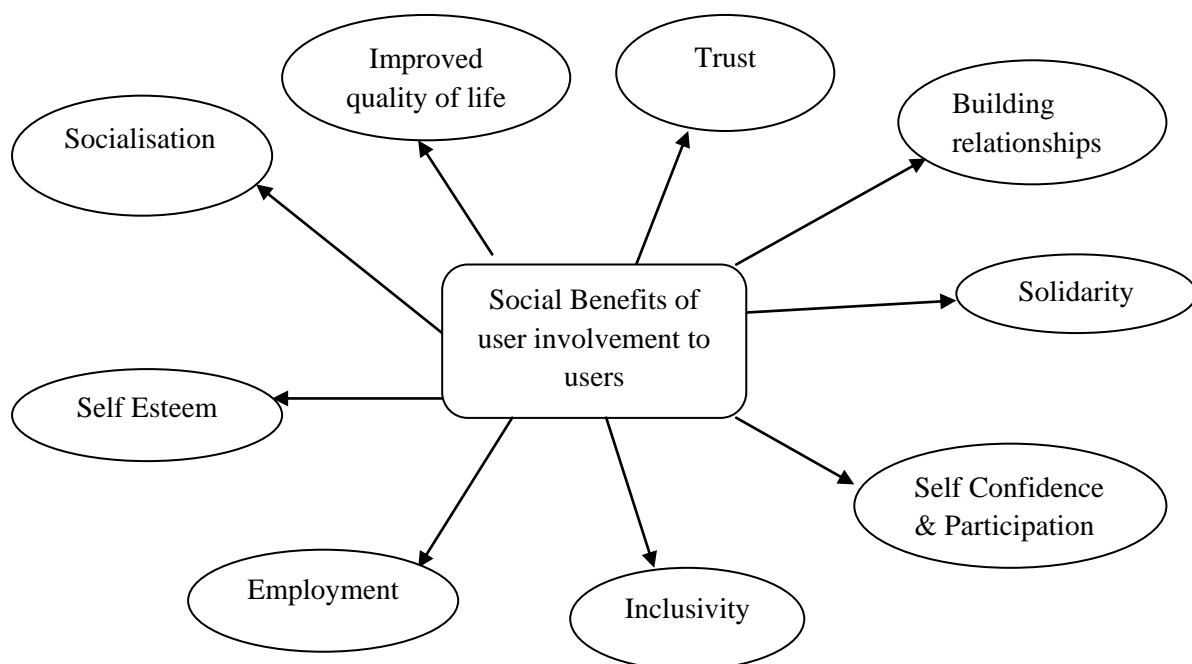 Improved
quality of life
Trust
Building
relationships
Socialisation
Solidarity
Social Benefits of
user involvement to
users
Self Esteem
Self Confidence
& Participation
Employment
Inclusivity